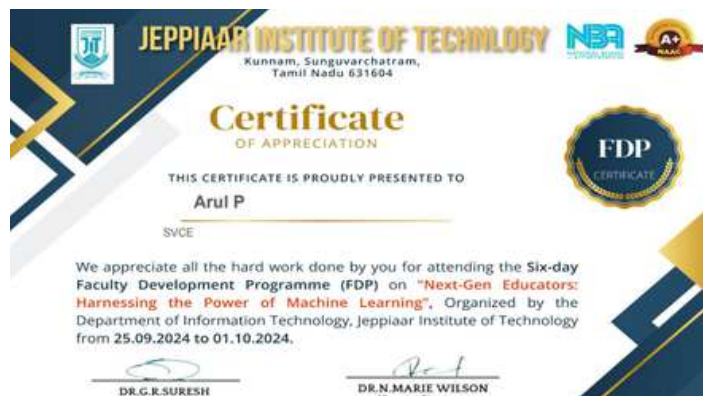 JEPPIAAR INSTITUTE OF TECHNLOGY
Kunnam, Sunguvarchatram,
Tamil Nadu 631604
JIT
NBA
A+
NAAC
Certificate
OF APPRECIATION
FDP
CERTIFICATE
THIS CERTIFICATE IS PROUDLY PRESENTED TO
Arul P
SVCE
We appreciate all the hard work done by you for attending the Six-day
Faculty Development Programme (FDP) on "Next-Gen Educators:
Harnessing the Power of Machine Learning", Organized by the
Department of Information Technology, Jeppiaar Institute of Technology
from 25.09.2024 to 01.10.2024.
DR.G.R.SURESH
DR.N.MARIE WILSON